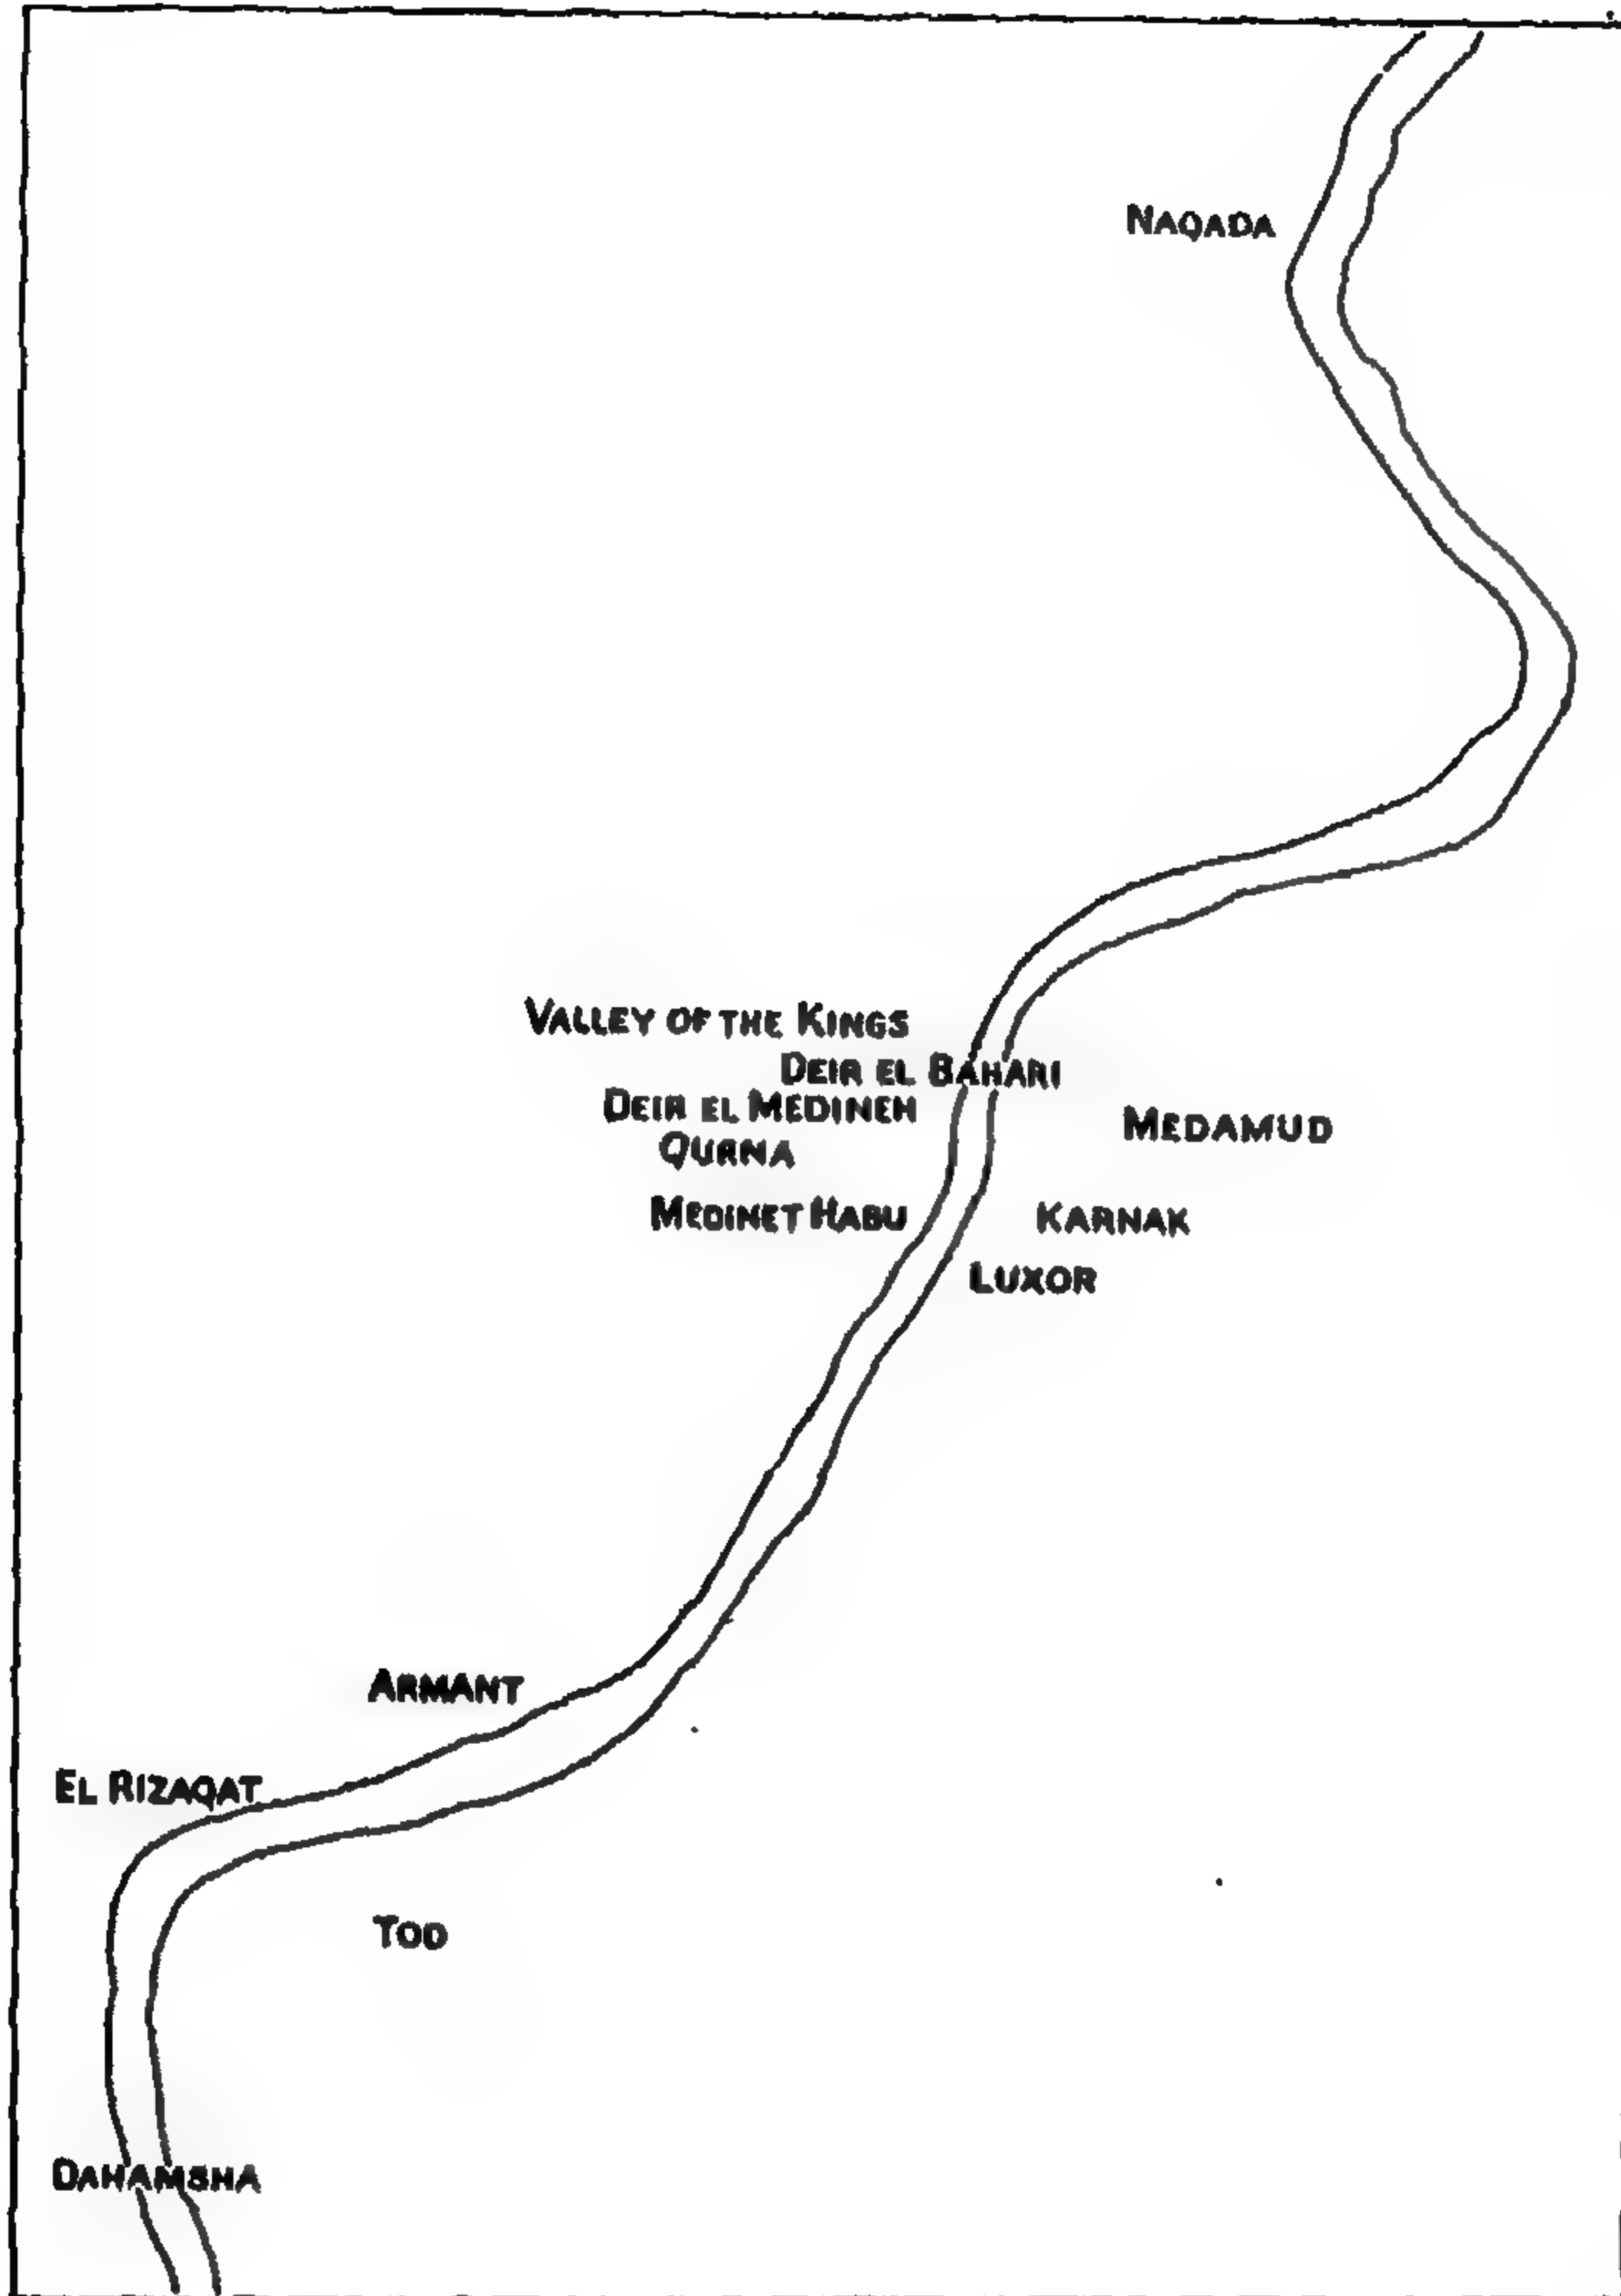 NAQADA
VALLEY OF THE KINGS
DEIR EL BAHARI
DEIR EL MEDINEH
MEDAMUD
QURNA
MEDINET HABU
KARNAK
LUXOR
ARMANT
EL RIZAQAT
TOD
DAHAMSHA